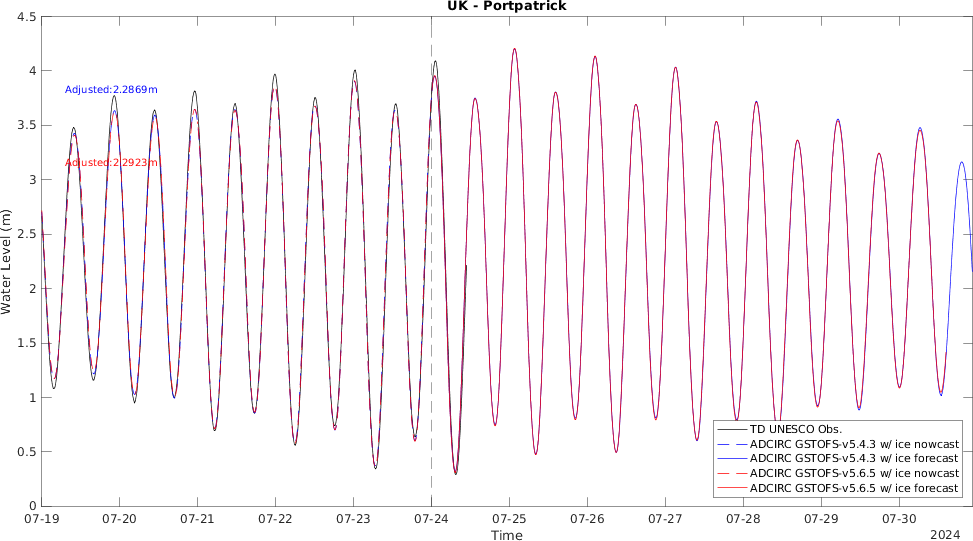 UK - Portpatrick
4.5
4
3.5
3
2.5
2
1.5
1
0.5
0
Water Level (m)
Adjusted:2.2869m
Adjusted:2.2923m
TD UNESCO Obs.
ADCIRC GSTOFS-v5.4.3 w/ ice nowcast
ADCIRC GSTOFS-v5.4.3 w/ ice forecast
ADCIRC GSTOFS-v5.6.5 w/ ice nowcast
ADCIRC GSTOFS-v5.6.5 w/ ice forecast
07-19 07-20 07-21 07-22 07-23 07-24 07-25 07-26 07-27 07-28 07-29 07-30
Time
2024